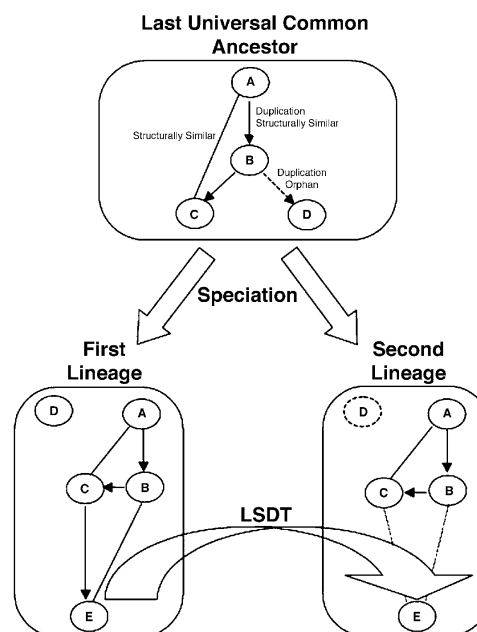 Last Universal Common
Ancestor
A
Duplication
Structurally Similar
Structurally Similar
B
Duplication
Orphan
C
D
Speciation
First
Lineage
Second
Lineage
D
A
C
B
E
D
A
C
B
E
LSDT